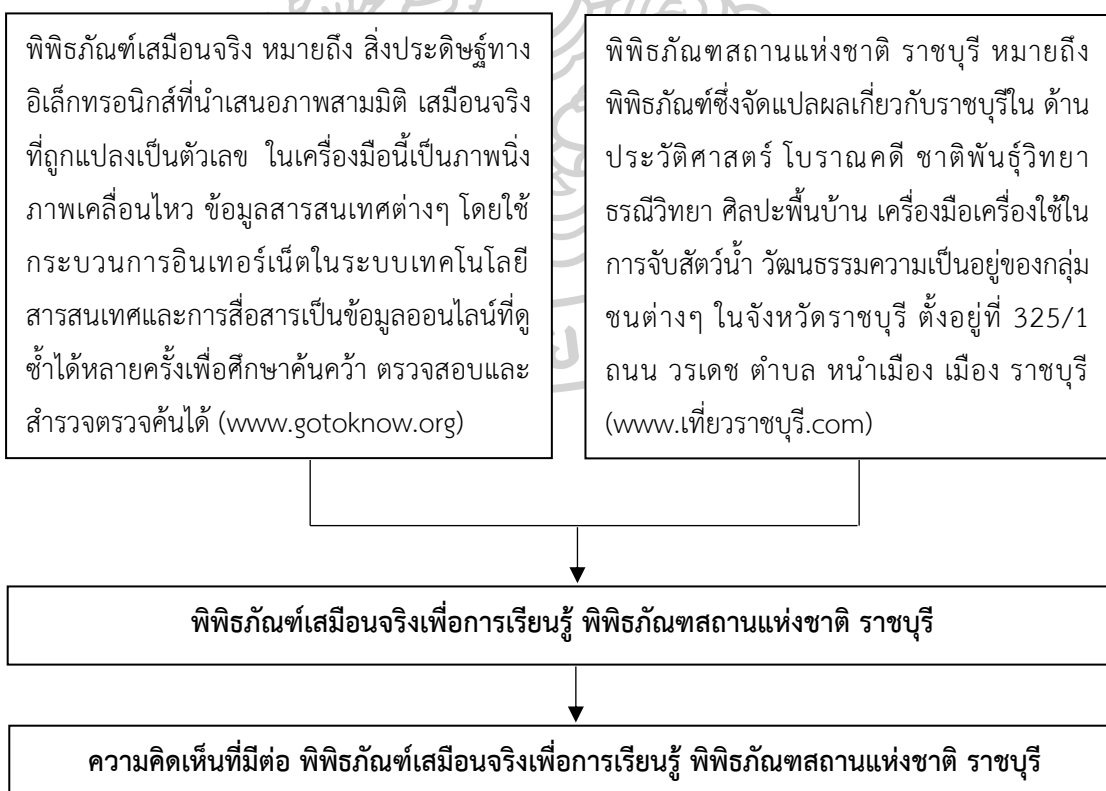 พิพิธภัณฑ์เสมือนจริง หมายถึง สิ่งประดิษฐ์ทาง
อิเล็กทรอนิกส์ที่นำเสนอภาพสามมิติ เสมือนจริง
ที่ถูกแปลงเป็นตัวเลข ในเครื่องมือนี้เป็นภาพนิ่ง
ภาพเคลื่อนไหว ข้อมูลสารสนเทศต่างๆ โดยใช้
กระบวนการอินเทอร์เน็ตในระบบเทคโนโลยี
สารสนเทศและการสื่อสารเป็นข้อมูลออนไลน์ที่ดู
ซ้ำได้หลายครั้งเพื่อศึกษาค้นคว้า ตรวจสอบและ
สำรวจตรวจค้นได้ (www.gotoknow.org)
พิพิธภัณฑสถานแห่งชาติ ราชบุรี หมายถึง
พิพิธภัณฑ์ซึ่งจัดแปลผลเกี่ยวกับราชบุรีใน ด้าน
ประวัติศาสตร์ โบราณคดี ชาติพันธุ์วิทยา
ธรณีวิทยา ศิลปะพื้นบ้าน เครื่องมือเครื่องใช้ใน
การจับสัตว์น้ำ วัฒนธรรมความเป็นอยู่ของกลุ่ม
ชนต่างๆ ในจังหวัดราชบุรี ตั้งอยู่ที่ 325/1
ถนน วรเดช ตำบล หน้าเมือง เมือง ราชบุรี
(www.เที่ยวราชบุรี.com)
พิพิธภัณฑ์เสมือนจริงเพื่อการเรียนรู้ พิพิธภัณฑสถานแห่งชาติ ราชบุรี
ความคิดเห็นที่มีต่อ พิพิธภัณฑ์เสมือนจริงเพื่อการเรียนรู้ พิพิธภัณฑสถานแห่งชาติ ราชบุรี